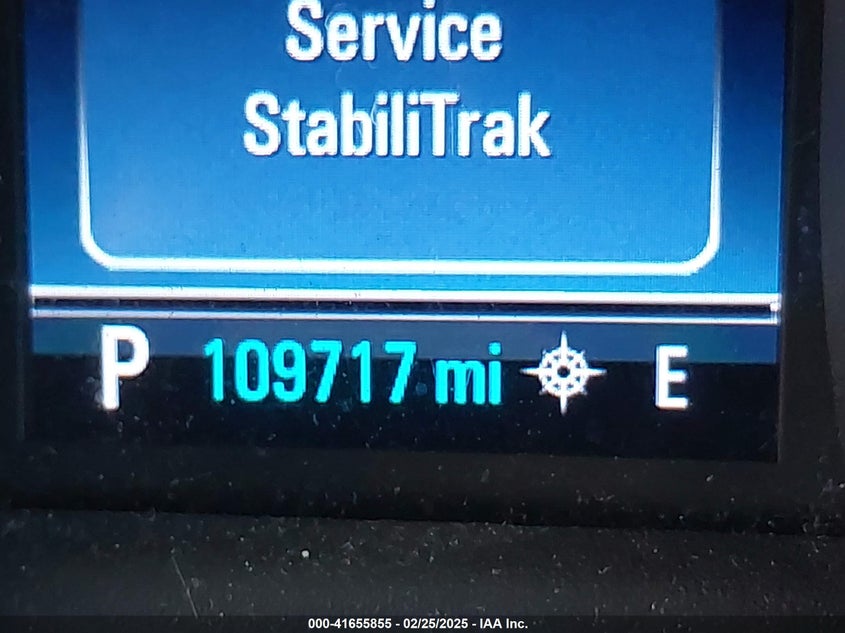 Service
StabiliTrak
P 109717 mi E
000-41655855 - 02/25/2025 - IAA Inc.